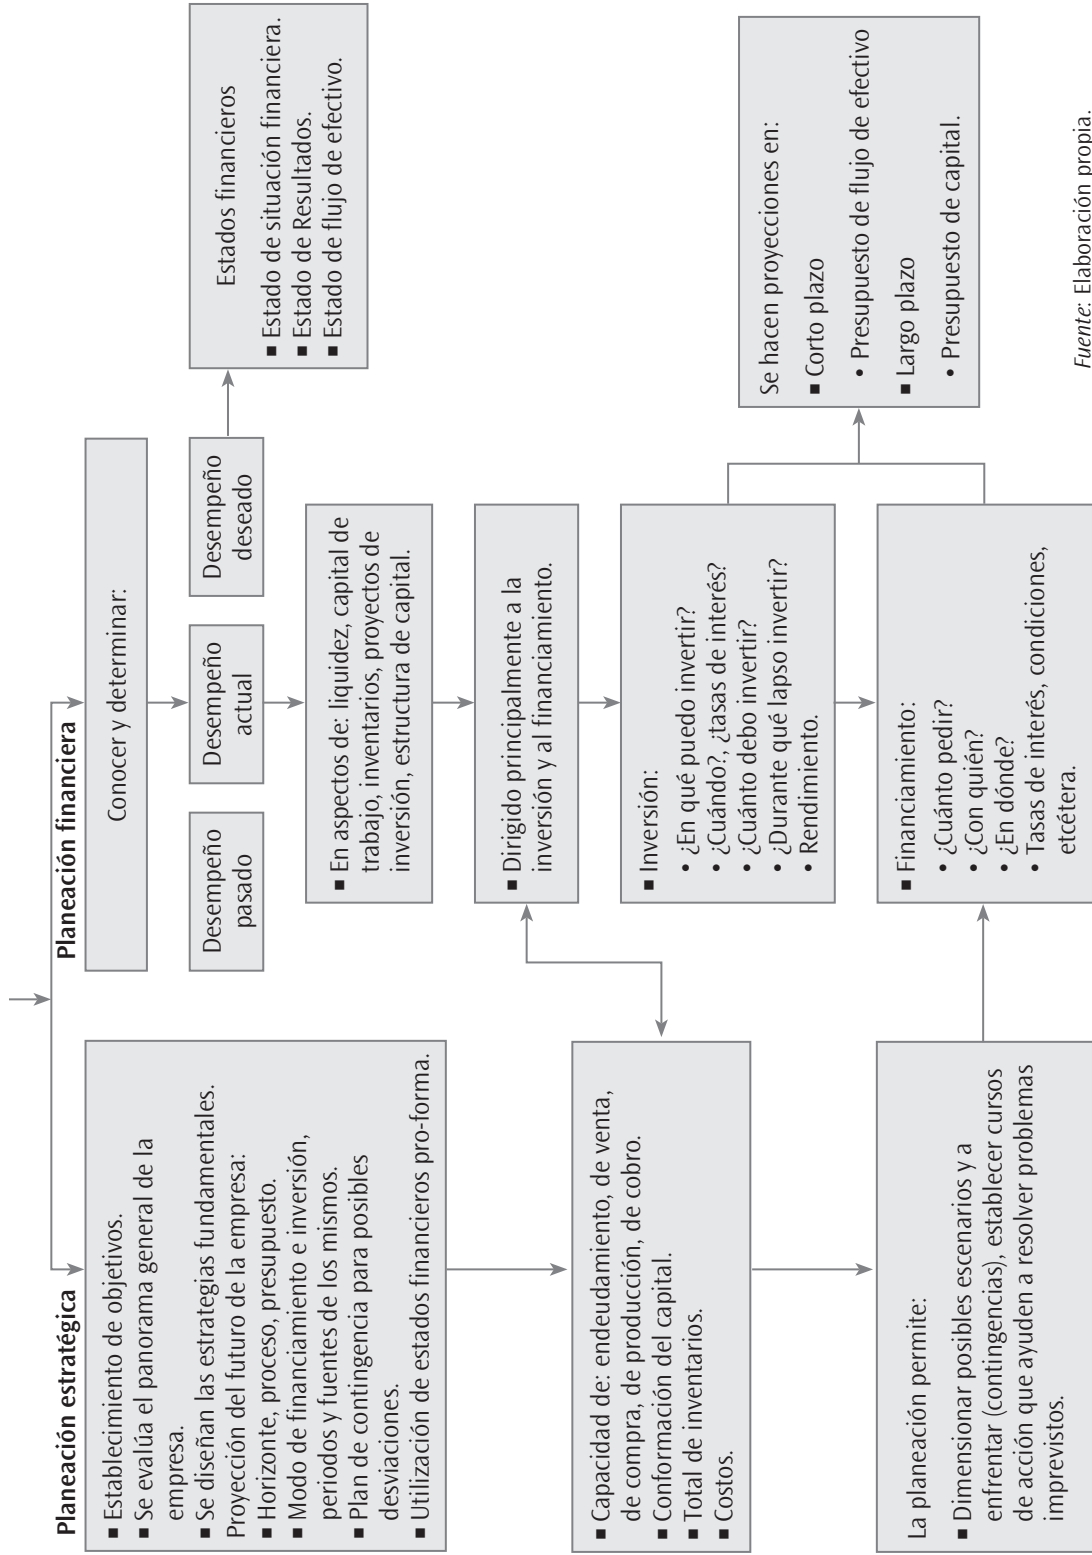 Planeación estratégica
■ Establecimiento de objetivos.
■ Se evalúa el panorama general de la
empresa.
■ Se diseñan las estrategias fundamentales.
Proyección del futuro de la empresa:
■ Horizonte, proceso, presupuesto.
■ Modo de financiamiento e inversión,
periodos y fuentes de los mismos.
■ Plan de contingencia para posibles
desviaciones.
■ Utilización de estados financieros pro-forma.
■ Capacidad de: endeudamiento, de venta,
de compra, de producción, de cobro.
■ Conformación del capital.
■ Total de inventarios.
■ Costos.
La planeación permite:
■ Dimensionar posibles escenarios y a
enfrentar (contingencias), establecer cursos
de acción que ayuden a resolver problemas
imprevistos.
Planeación financiera
Conocer y determinar:
Desempeño
pasado
Desempeño
actual
Desempeño
deseado
Estados financieros
■ Estado de situación financiera.
■ Estado de Resultados.
■ Estado de flujo de efectivo.
■ En aspectos de: liquidez, capital de
trabajo, inventarios, proyectos de
inversión, estructura de capital.
■ Dirigido principalmente a la
inversión y al financiamiento.
■ Inversión:
• ¿En qué puedo invertir?
• ¿Cuándo?, ¿tasas de interés?
• ¿Cuánto debo invertir?
• ¿Durante qué lapso invertir?
• Rendimiento.
■ Financiamiento:
• ¿Cuánto pedir?
• ¿Con quién?
• ¿En dónde?
• Tasas de interés, condiciones,
etcétera.
Se hacen proyecciones en:
■ Corto plazo
• Presupuesto de flujo de efectivo
■ Largo plazo
• Presupuesto de capital.
Fuente: Elaboración propia.